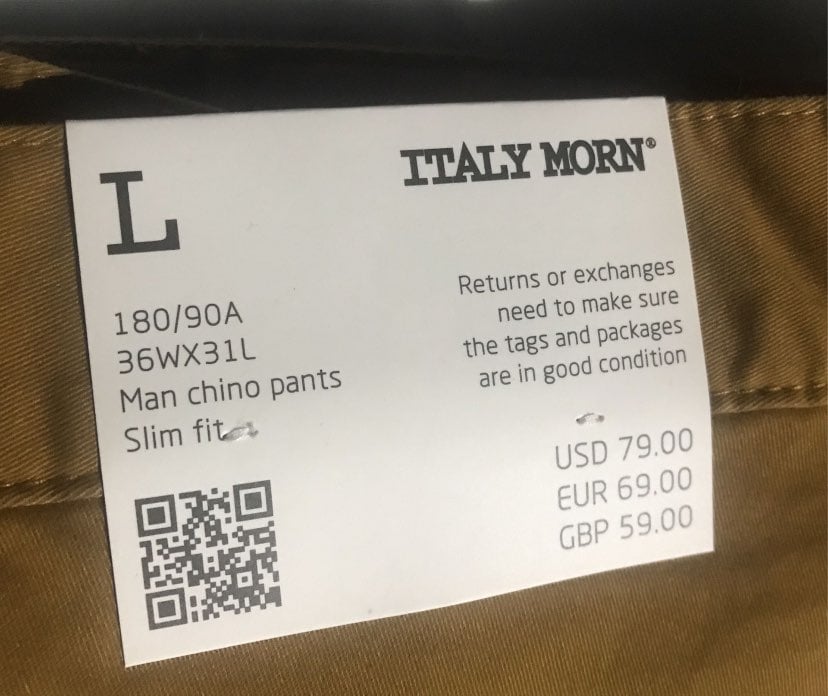 L
ITALY MORN®
180/90A
36WX31L
Man chino pants
Slim fit
Returns or exchanges
need to make sure
the tags and packages
are in good condition
USD 79.00
EUR 69.00
GBP 59.00